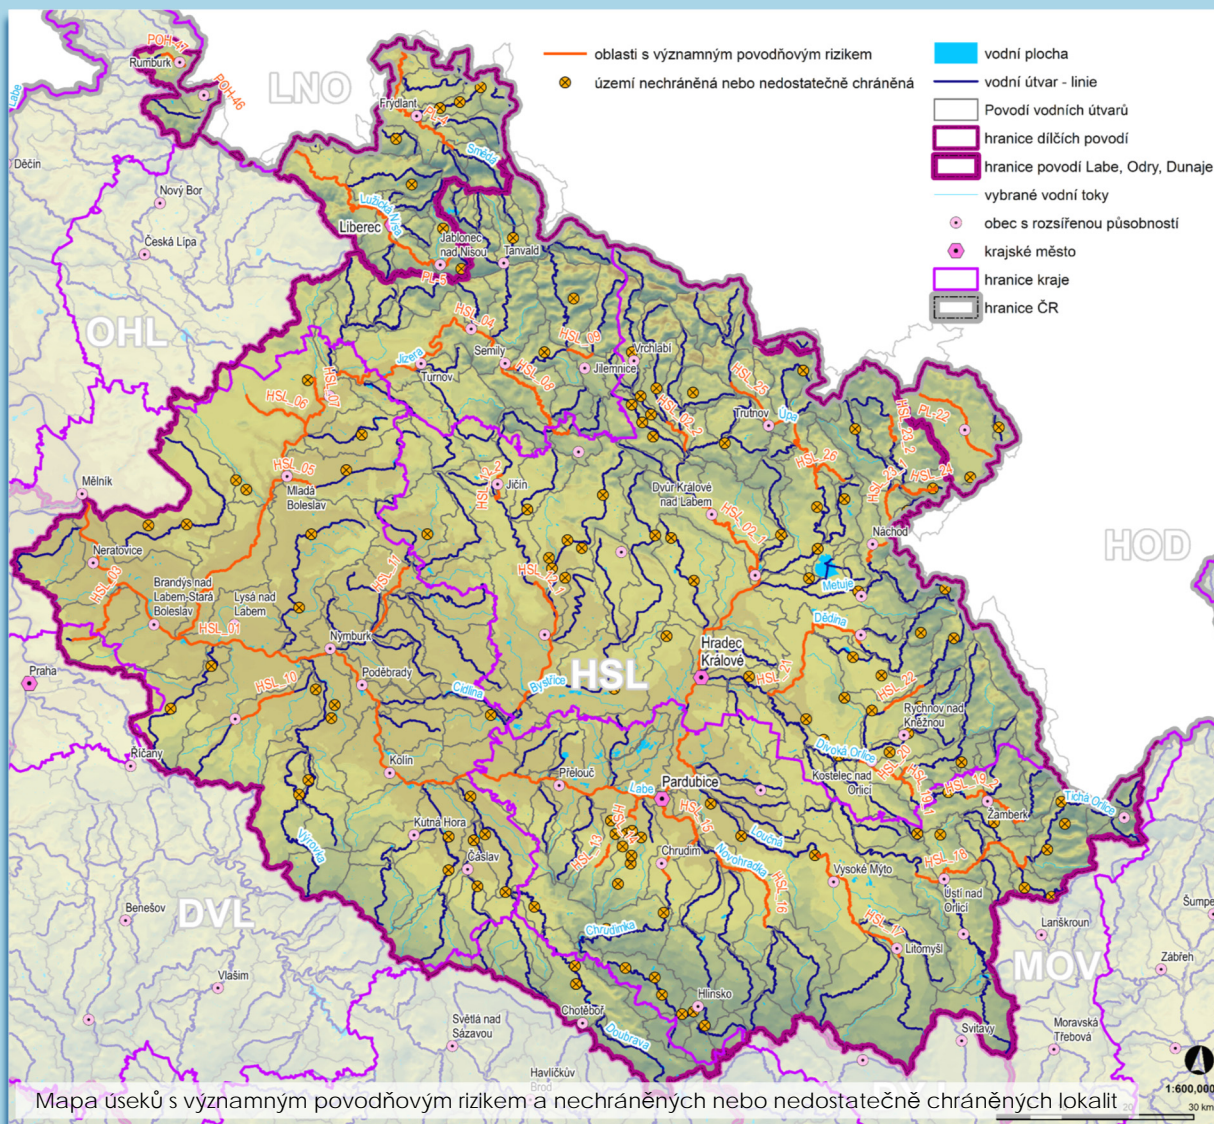 oblasti s významným povodňovým rizikem
území nechráněná nebo nedostatečně chráněná
vodní plocha
vodní útvar - linie
Povodí vodních útvarů
hranice dílčích povodí
hranice povodí Labe, Odry, Dunaje
vybrané vodní toky
obec s rozsířenou působností
krajské město
hranice kraje
hranice ČR
POH-47
Rumburk
POH-46
LNO
Labe
Děčín
Frýdlant
PL-4
Smědá
Nový Bor
Lužická Nisa
Liberec
Česká Lípa
Jablonec
nad Nisou
Tanvald
PL-5
OHL
HSL_04
Jizera
Turnov
Semily
HSL_09
HSL_08
Jilemnice
Vrchlabí
HSL_07
HSL_06
HSL_25
HSL_02_2
Trutnov
Úpa
HSL_26
HSL_23_2
PL-22
HSL_24
HSL_05
Mladá
Boleslav
Jičín
Dvůr Králové
nad Labem
HSL_02_1
Náchod
HOD
Mělník
Neratovice
HSL_03
Brandýs nad
Labem-Stará
Boleslav
Lysá nad
Labem
HSL_01
HSL_11
Nymburk
Metuje
Dědina
Praha
Poděbrady
HSL_10
Cidlina
Bystřice
HSL
Hradec
Králové
HSL_21
HSL_22
Rychnov nad
Kněžnou
Říčany
Kolín
Divoká Orlice
Kostelec nad
Orlicí
Přelouč
Labe
Pardubice
HSL_15
Žamberk
Tichá Orlice
Výrovka
Kutná Hora
Čáslav
HSL_13
Chrudim
Loučná
Novohradka
HSL_16
Vysoké Mýto
HSL_18
Ústí nad
Orlicí
HSL_17
Litomyšl
Benešov
DVL
Chrudimka
Lanškroun
MOV
Šumpe
Zábřeh
Vlašim
Hlinsko
Chotěboř
Doubrava
Světlá nad
Sázavou
Svitavy
Moravská
Třebová
Havlíčkův
Brod
1:600,000
Mapa úseků s významným povodňovým rizikem a nechráněných nebo nedostatečně chráněných lokalit
20
30 km